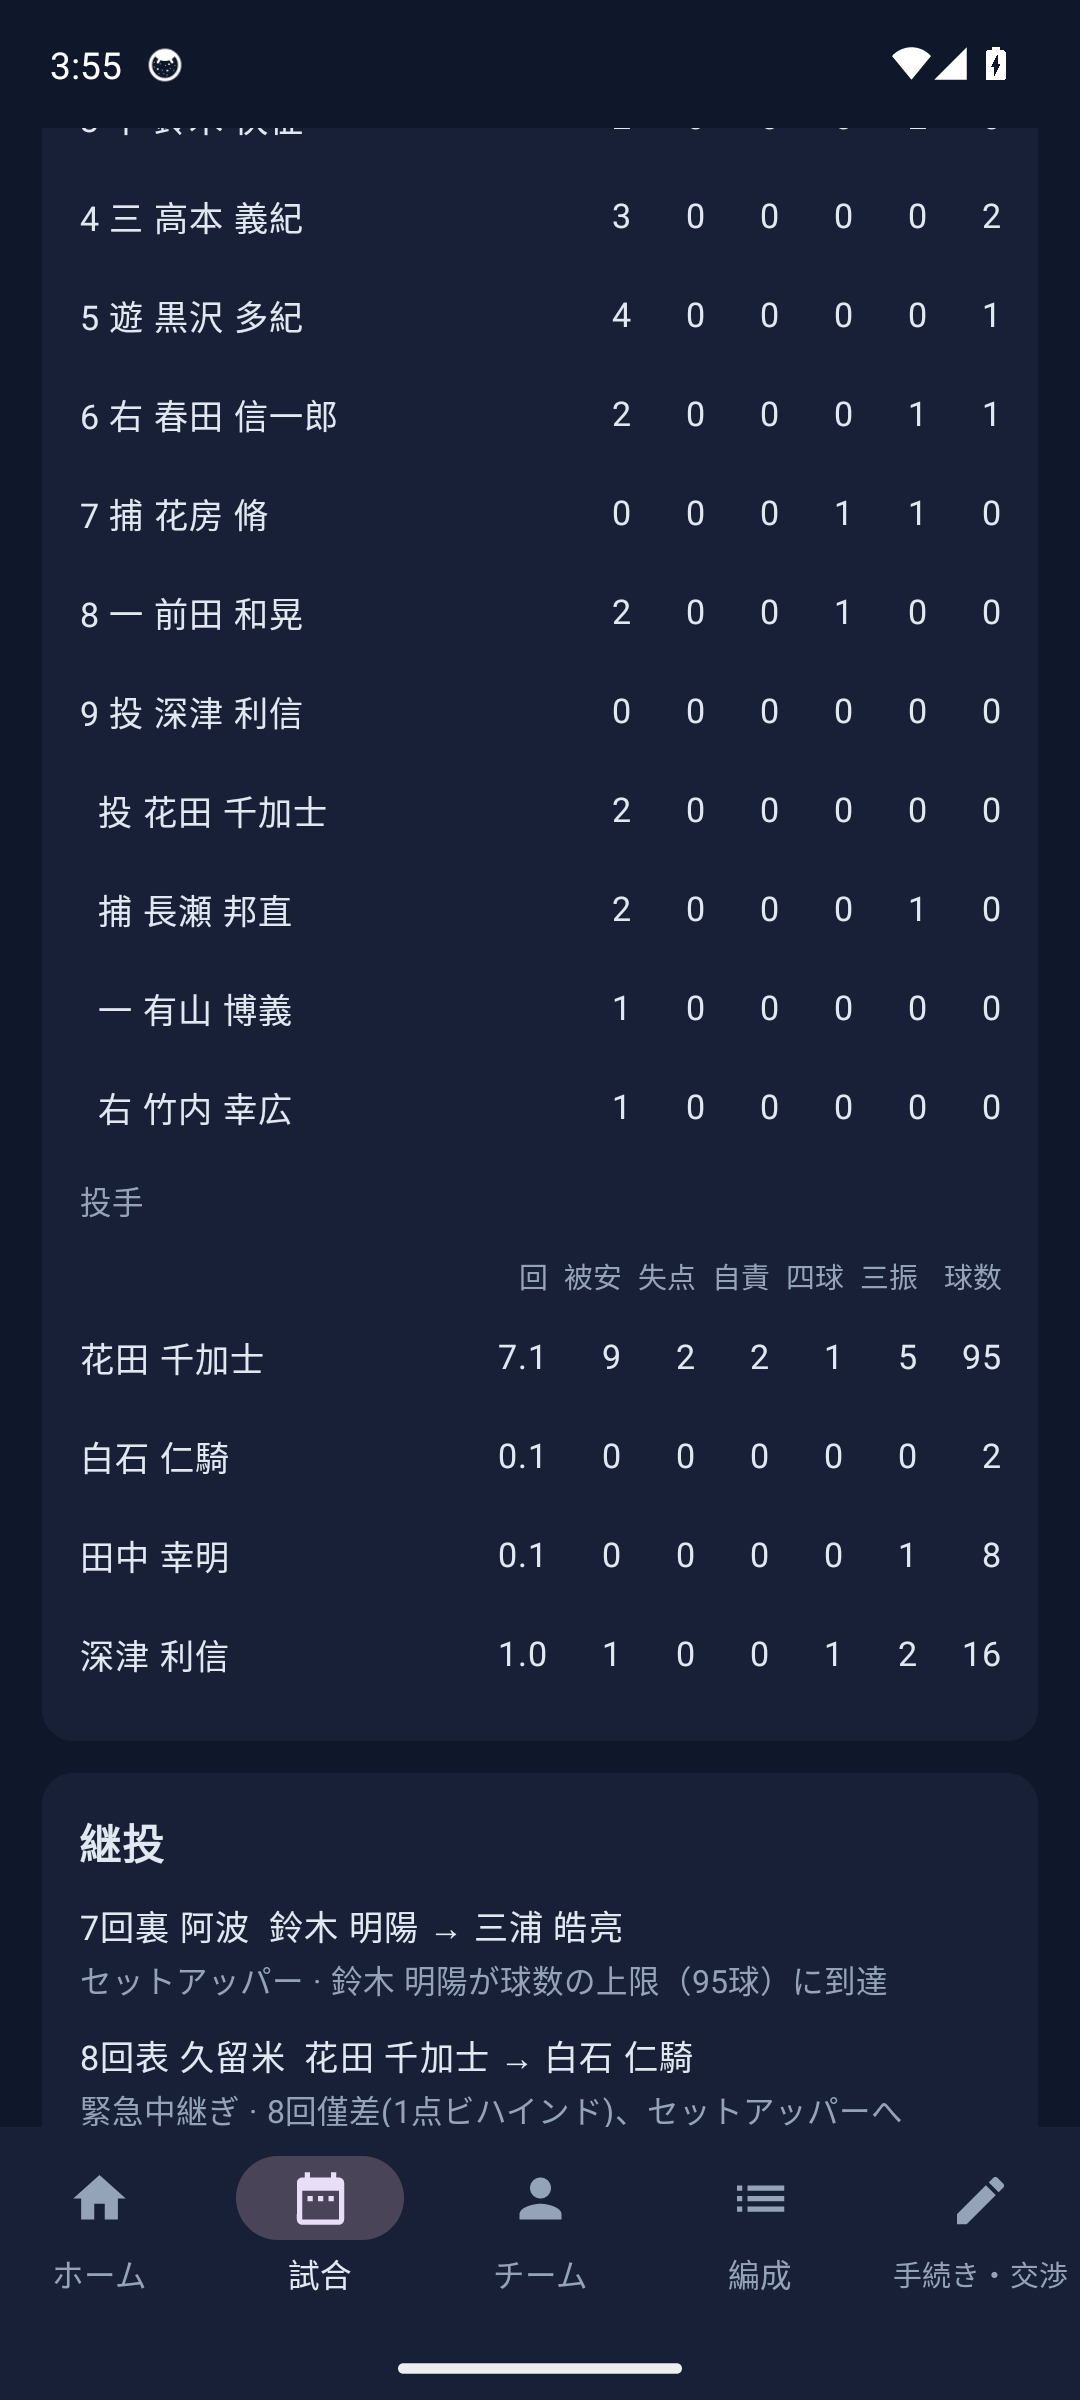 3:55
4 三 高本 義紀 3 0 0 0 0 2
5 遊 黒沢 多紀 4 0 0 0 0 1
6 右 春田 信一郎 2 0 0 0 1 1
7 捕 花房 脩 0 0 0 1 1 0
8 一 前田 和晃 2 0 0 1 0 0
9 投 深津 利信 0 0 0 0 0 0
投 花田 千加士 2 0 0 0 0 0
捕 長瀬 邦直 2 0 0 0 1 0
一 有山 博義 1 0 0 0 0 0
右 竹内 幸広 1 0 0 0 0 0
投手
回 被安 失点 自責 四球 三振 球数
花田 千加士 7.1 9 2 2 1 5 95
白石 仁騎 0.1 0 0 0 0 0 2
田中 幸明 0.1 0 0 0 0 1 8
深津 利信 1.0 1 0 0 1 2 16
継投
7回裏 阿波 鈴木 明陽 → 三浦 皓亮
セットアッパー · 鈴木 明陽が球数の上限（95球）に到達
8回表 久留米 花田 千加士 → 白石 仁騎
緊急中継ぎ · 8回僅差(1点ビハインド)、セットアッパーへ
ホーム 試合 チーム 編成 手続き・交渉